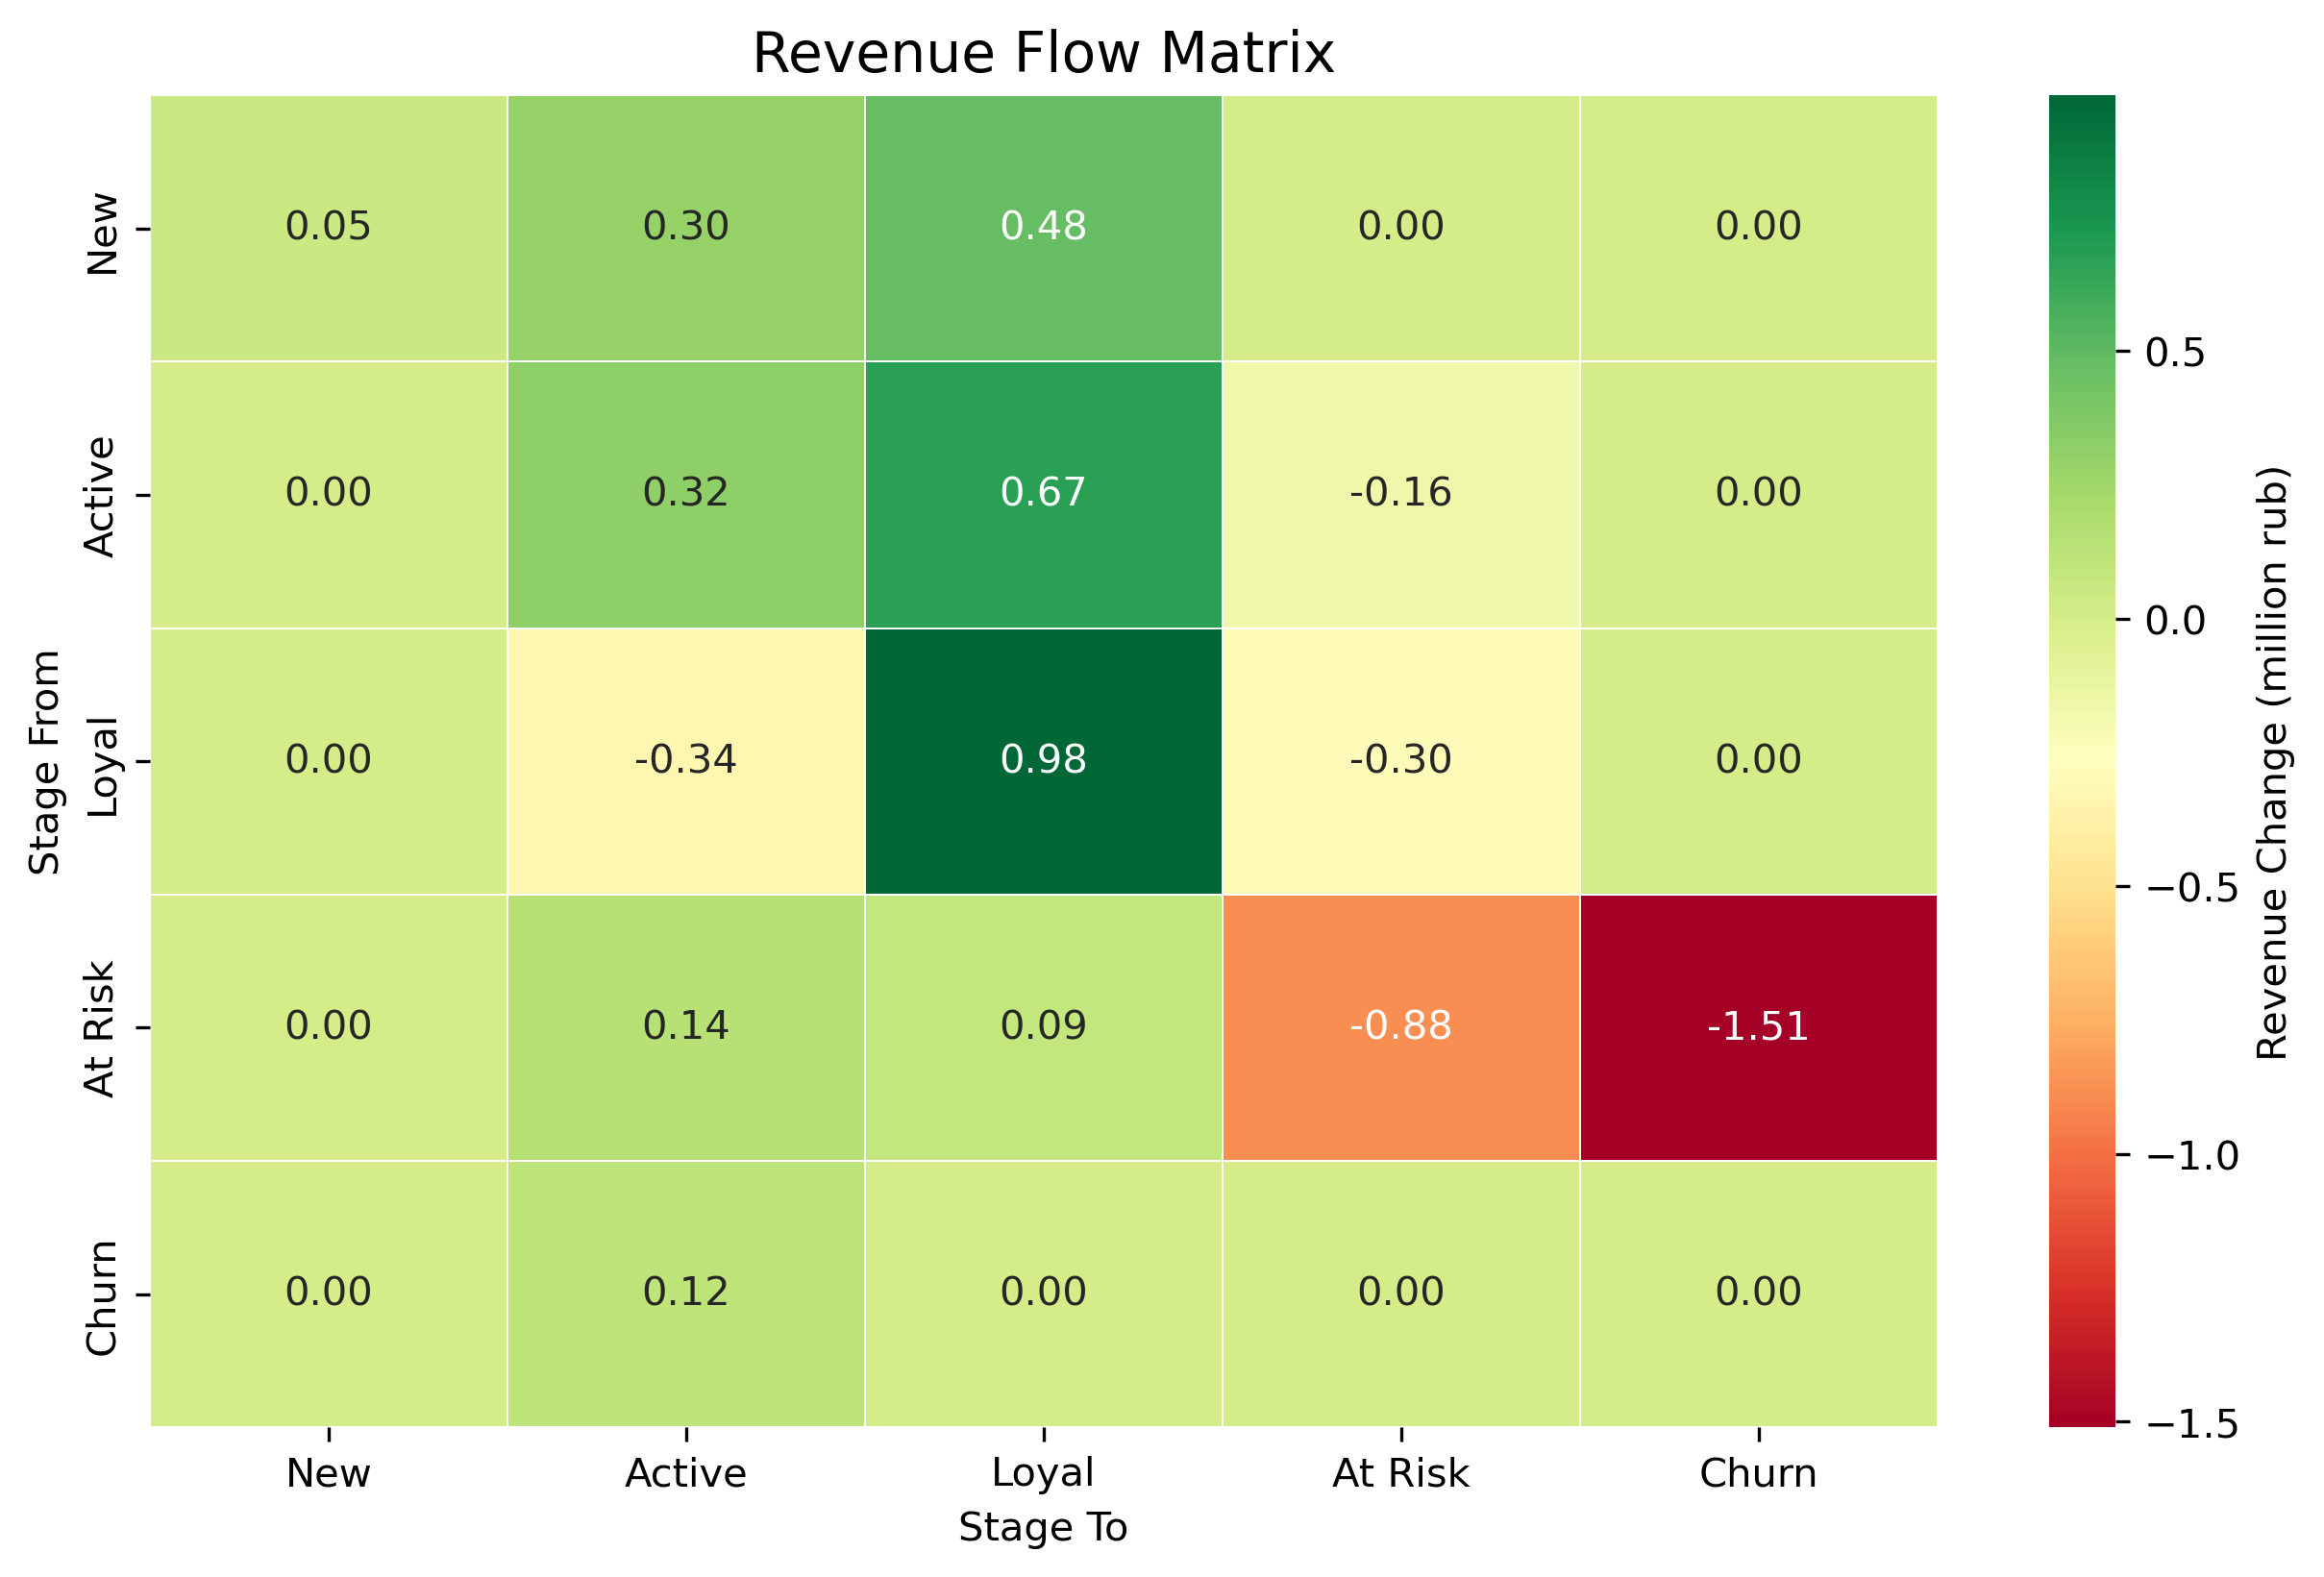 Revenue Flow Matrix
Stage From
New
0.05 0.30 0.48 0.00 0.00
Active
0.00 0.32 0.67 -0.16 0.00
Loyal
0.00 -0.34 0.98 -0.30 0.00
At Risk
0.00 0.14 0.09 -0.88 -1.51
Churn
0.00 0.12 0.00 0.00 0.00
New Active Loyal At Risk Churn
Stage To
0.5
0.0
−0.5
−1.0
−1.5
Revenue Change (million rub)